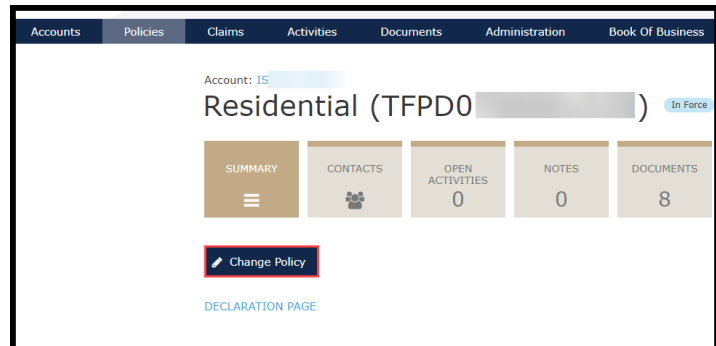 Accounts Policies Claims Activities Documents Administration Book Of Business
Account: IS
Residential (TFPD0 ) In Force
SUMMARY CONTACTS OPEN ACTIVITIES NOTES DOCUMENTS
0 0 8
Change Policy
DECLARATION PAGE